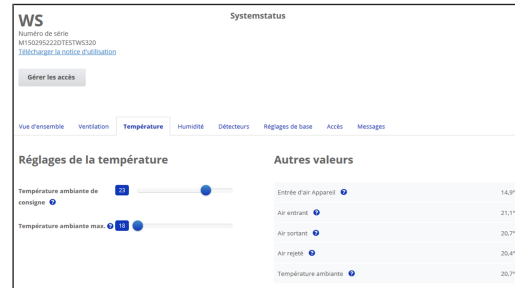 WS
Systemstatus
Numéro de série
M150295222DTESTWS320
Télécharger la notice d'utilisation
Gérer les accès
Vue d'ensemble Ventilation Température Humidité Détecteurs Réglages de base Accès Messages
Réglages de la température
Température ambiante de consigne ? 23
Température ambiante max. ? 18
Autres valeurs
Entrée d'air Appareil ? 14,9°
Air entrant ? 21,1°
Air sortant ? 20,7°
Air rejeté ? 20,4°
Température ambiante ? 20,7°